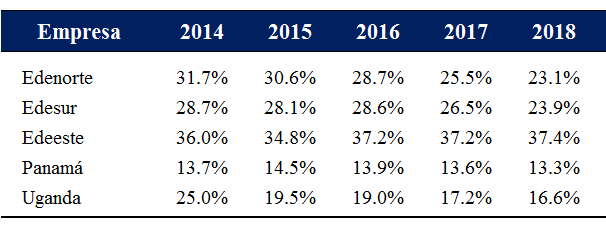 Empresa 2014 2015 2016 2017 2018
Edenorte 31.7% 30.6% 28.7% 25.5% 23.1%
Edesur 28.7% 28.1% 28.6% 26.5% 23.9%
Edeeste 36.0% 34.8% 37.2% 37.2% 37.4%
Panamá 13.7% 14.5% 13.9% 13.6% 13.3%
Uganda 25.0% 19.5% 19.0% 17.2% 16.6%